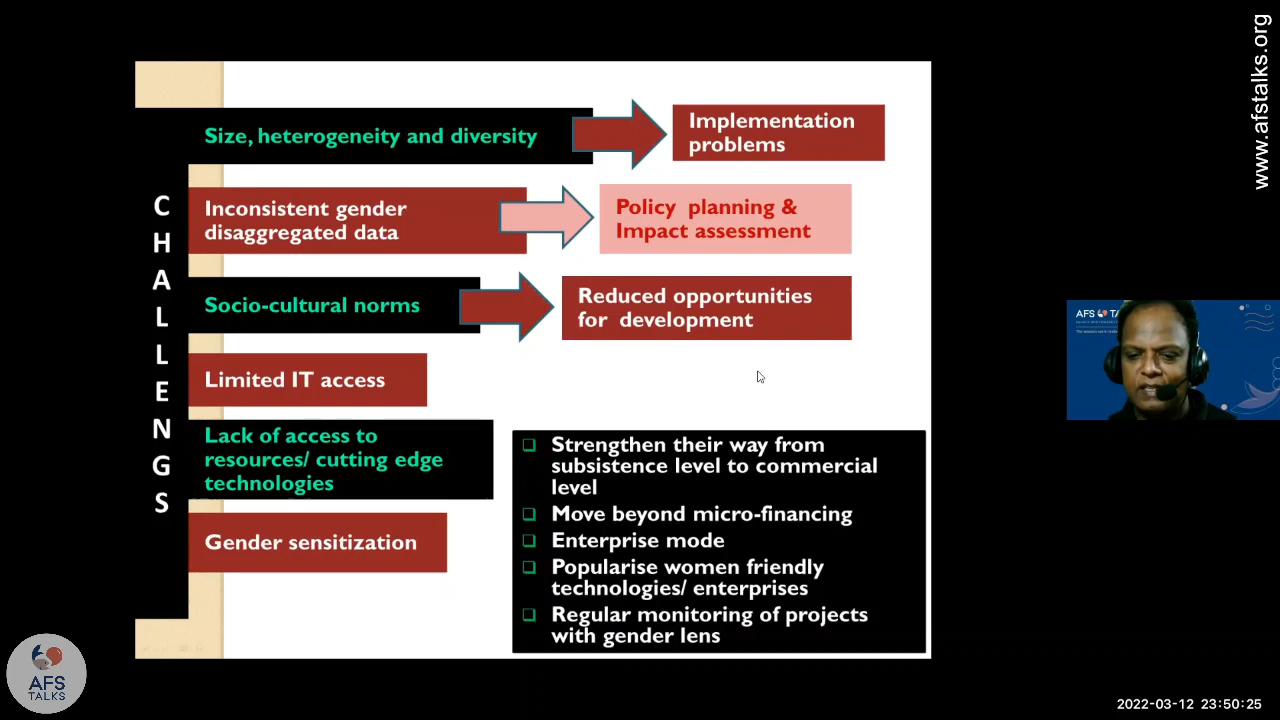 www.afstalks.org
CHALLENGS
Size, heterogeneity and diversity
Implementation
problems
Inconsistent gender
disaggregated data
Policy planning &
Impact assessment
Socio-cultural norms
Reduced opportunities
for development
Limited IT access
Lack of access to
resources/ cutting edge
technologies
Gender sensitization
Strengthen their way from
subsistence level to commercial
level
Move beyond micro-financing
Enterprise mode
Popularise women friendly
technologies/ enterprises
Regular monitoring of projects
with gender lens
AFS
TALKS
2022-03-12 23:50:25